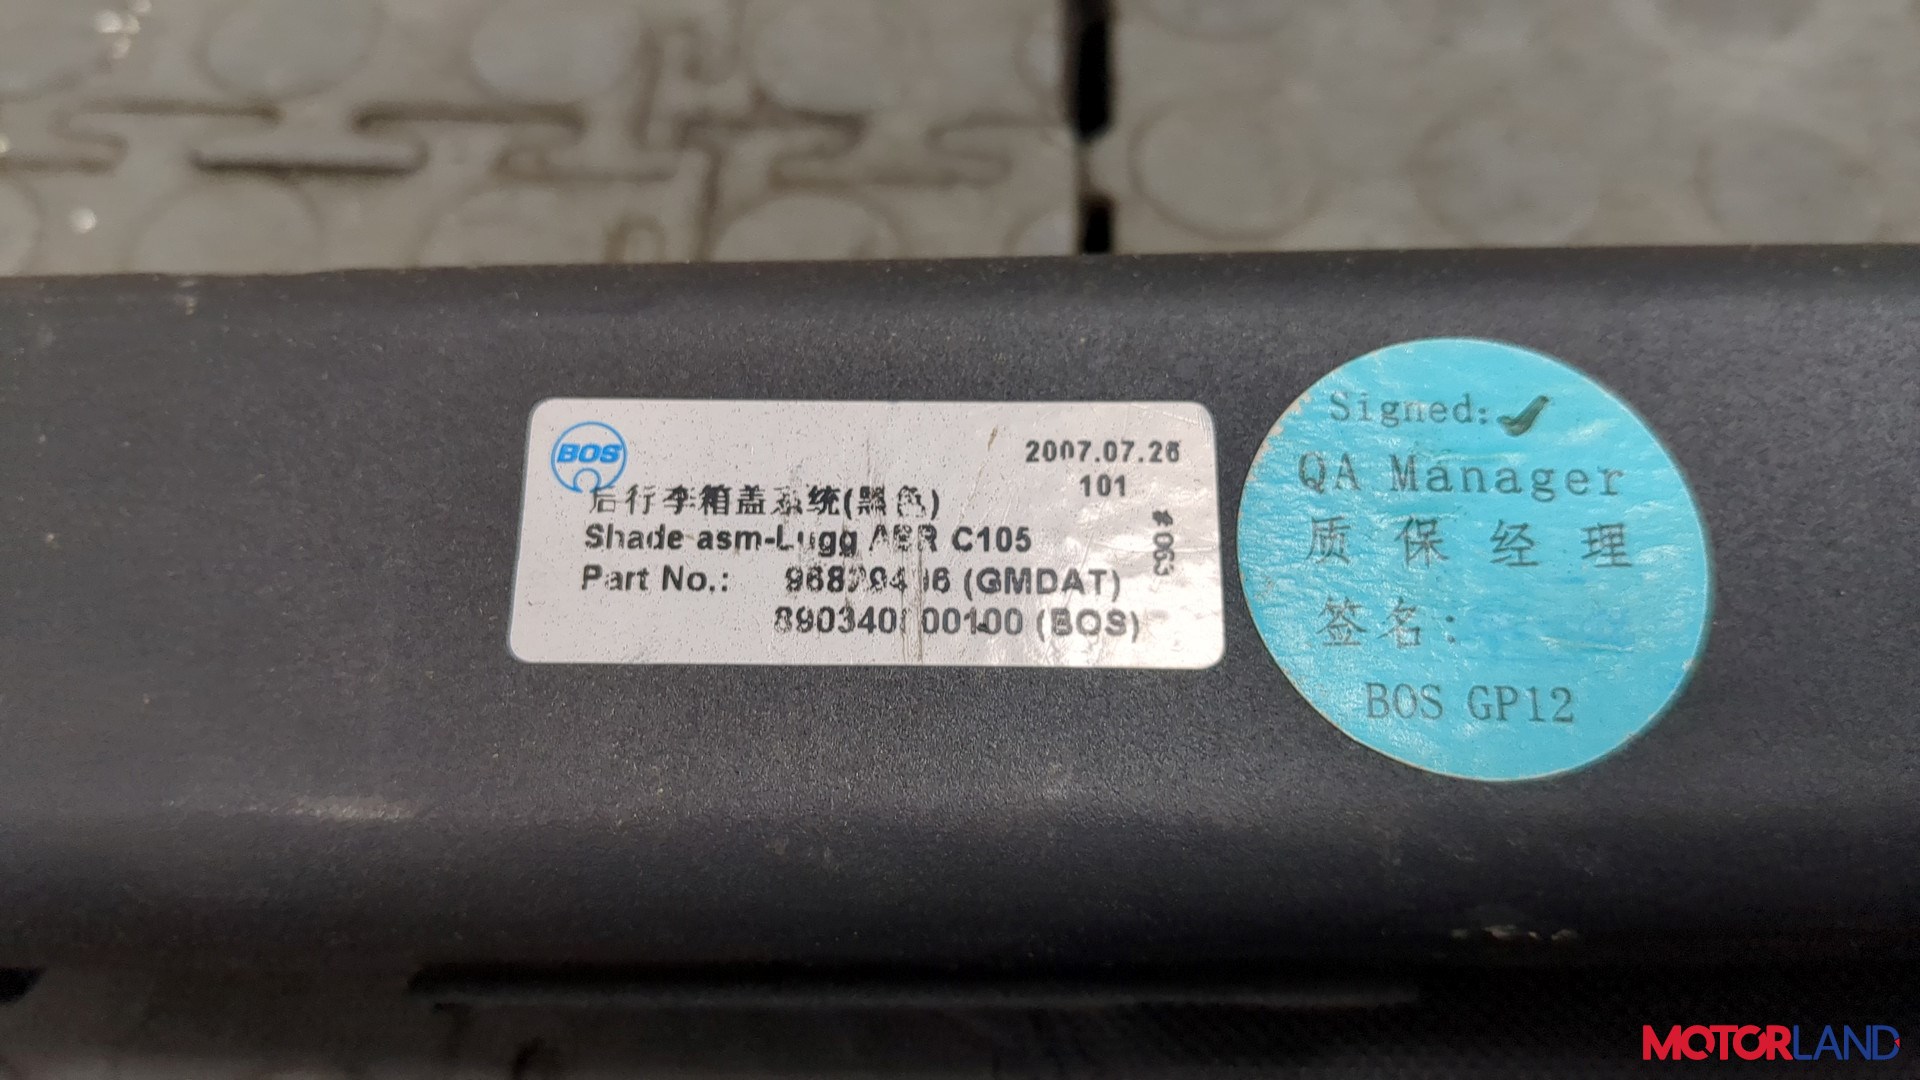 BOS
2007.07.26
101
后行李箱盖系统(黑色)
Shade asm-Lugg C105
Part No.: (GMDAT)
(BOS)
Signed:
QA Manager
质保经理
签名:
BOS GP12
MOTORLAND